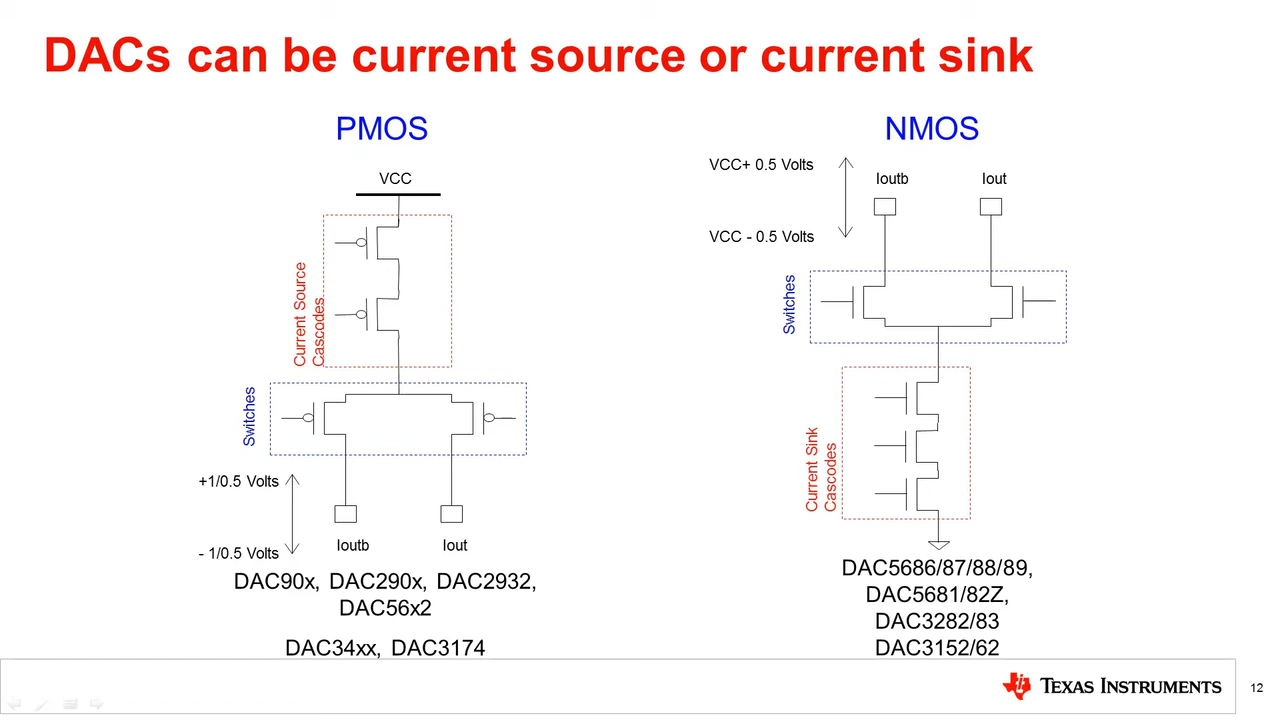 DACs can be current source or current sink
PMOS
VCC
Current Source
Cascodes
Switches
+1/0.5 Volts
- 1/0.5 Volts
Ioutb
Iout
DAC90x, DAC290x, DAC2932,
DAC56x2
DAC34xx, DAC3174
NMOS
VCC+ 0.5 Volts
VCC - 0.5 Volts
Ioutb
Iout
Switches
Current Sink
Cascodes
DAC5686/87/88/89,
DAC5681/82Z,
DAC3282/83
DAC3152/62
TEXAS INSTRUMENTS
12